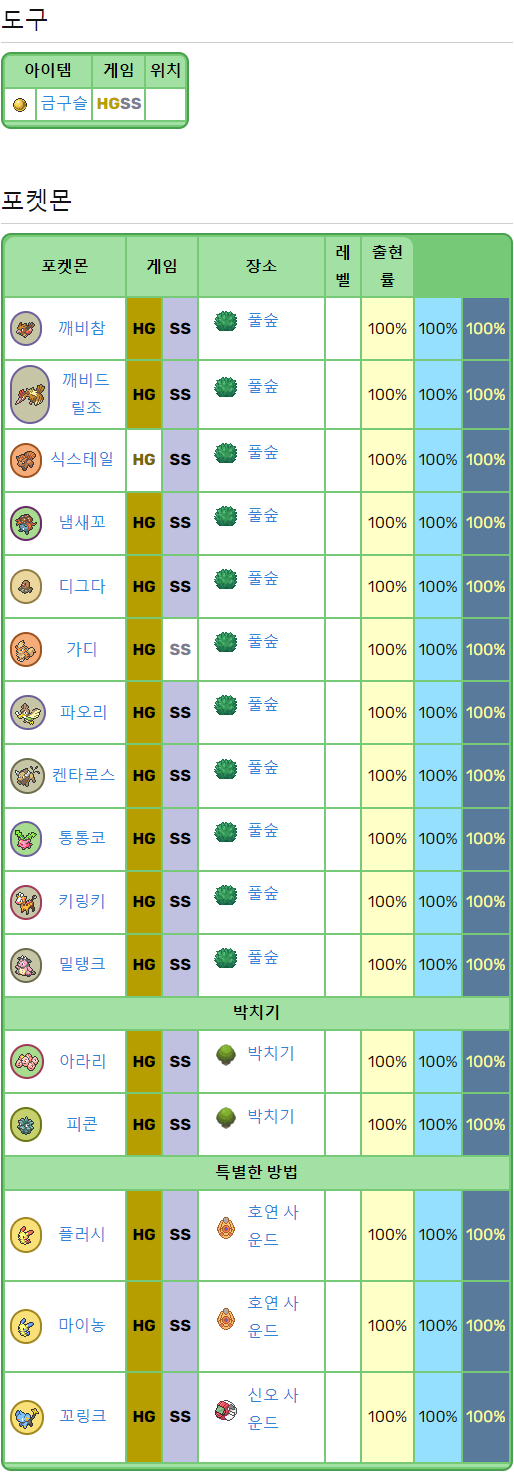 도구
아이템 게임 위치
금구슬 HGSS
포켓몬
포켓몬 게임 장소 레벨 출현률
깨비참 HG SS 풀숲 100% 100% 100%
깨비드릴조 HG SS 풀숲 100% 100% 100%
식스테일 HG SS 풀숲 100% 100% 100%
냄새꼬 HG SS 풀숲 100% 100% 100%
디그다 HG SS 풀숲 100% 100% 100%
가디 HG SS 풀숲 100% 100% 100%
파오리 HG SS 풀숲 100% 100% 100%
켄타로스 HG SS 풀숲 100% 100% 100%
통통코 HG SS 풀숲 100% 100% 100%
키링키 HG SS 풀숲 100% 100% 100%
밀탱크 HG SS 풀숲 100% 100% 100%
박치기
아라리 HG SS 박치기 100% 100% 100%
피콘 HG SS 박치기 100% 100% 100%
특별한 방법
플러시 HG SS 호연 사운드 100% 100% 100%
마이농 HG SS 호연 사운드 100% 100% 100%
꼬링크 HG SS 신오 사운드 100% 100% 100%